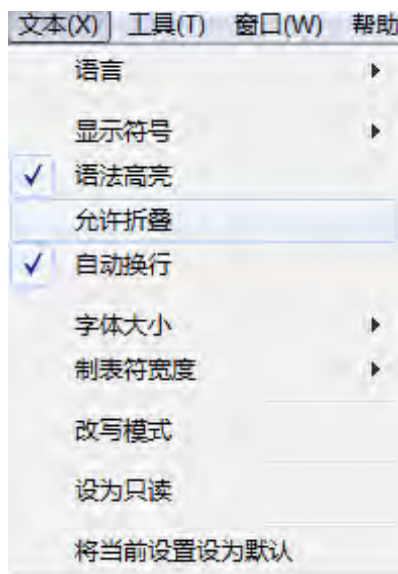 文本(X) 工具(T) 窗口(W) 帮助
语言
显示符号
语法高亮
允许折叠
自动换行
字体大小
制表符宽度
改写模式
设为只读
将当前设置设为默认